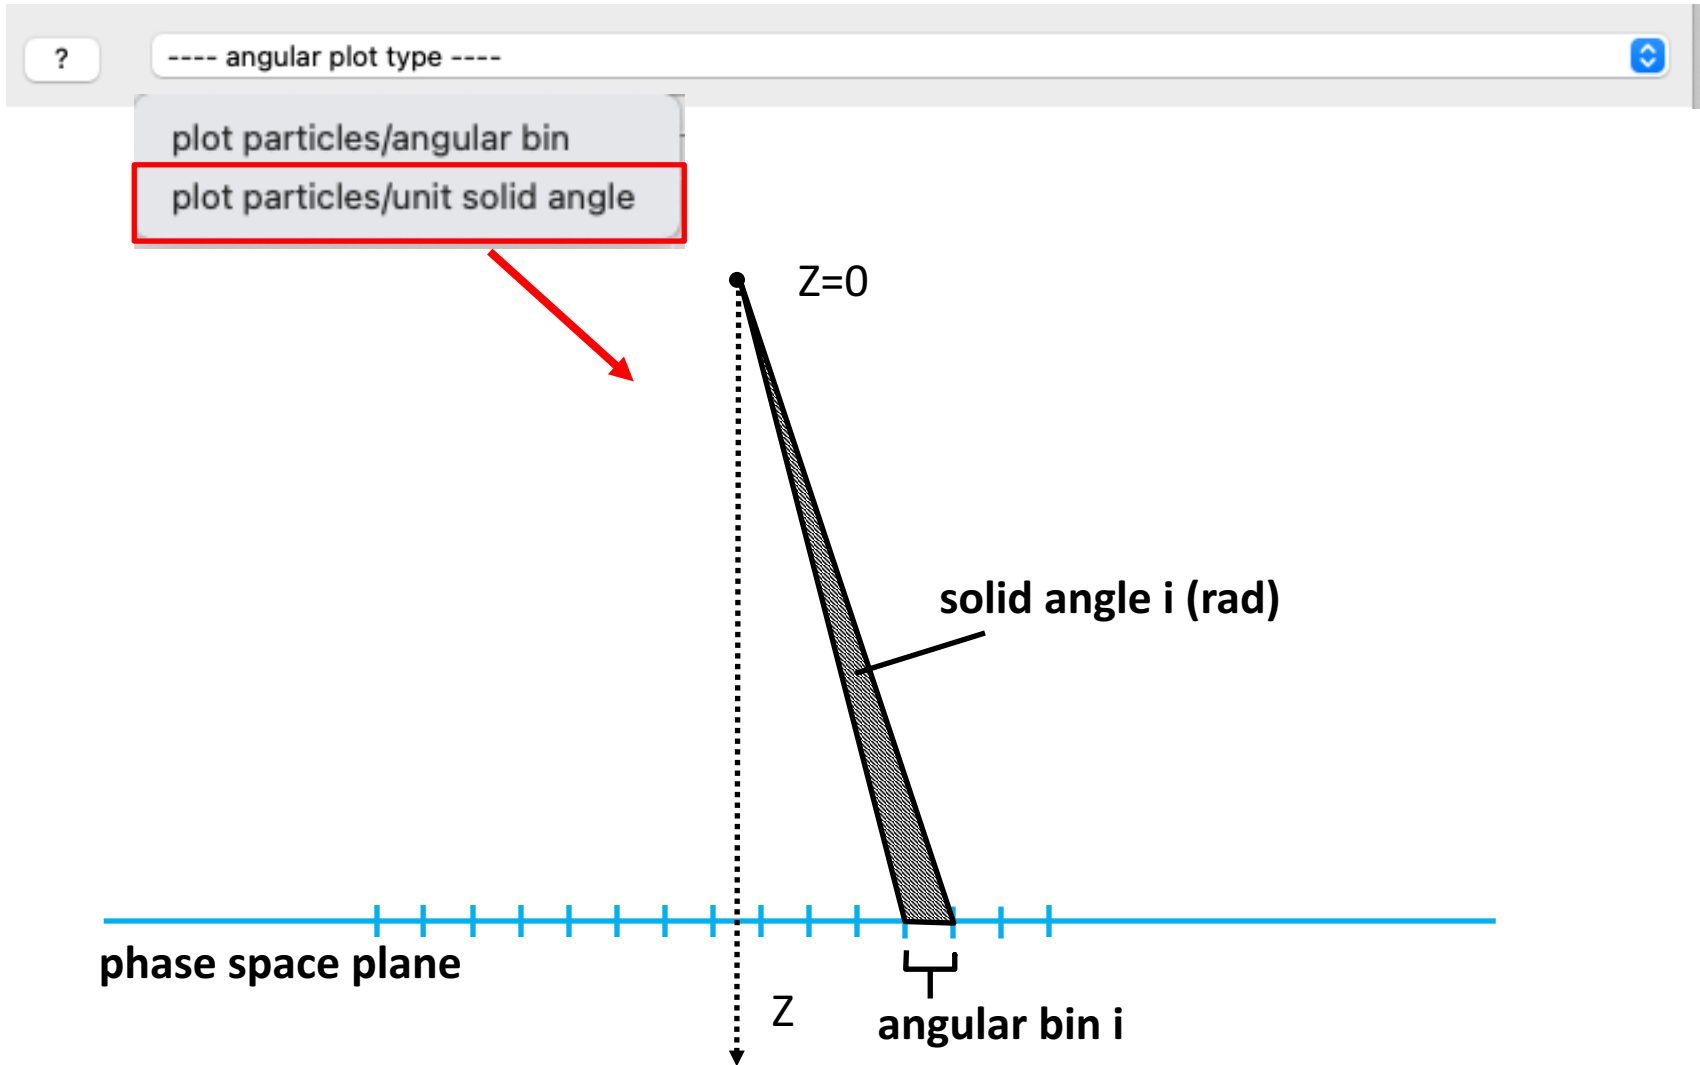 ?
---- angular plot type ----
plot particles/angular bin
plot particles/unit solid angle
Z=0
solid angle i (rad)
phase space plane
Z
angular bin i